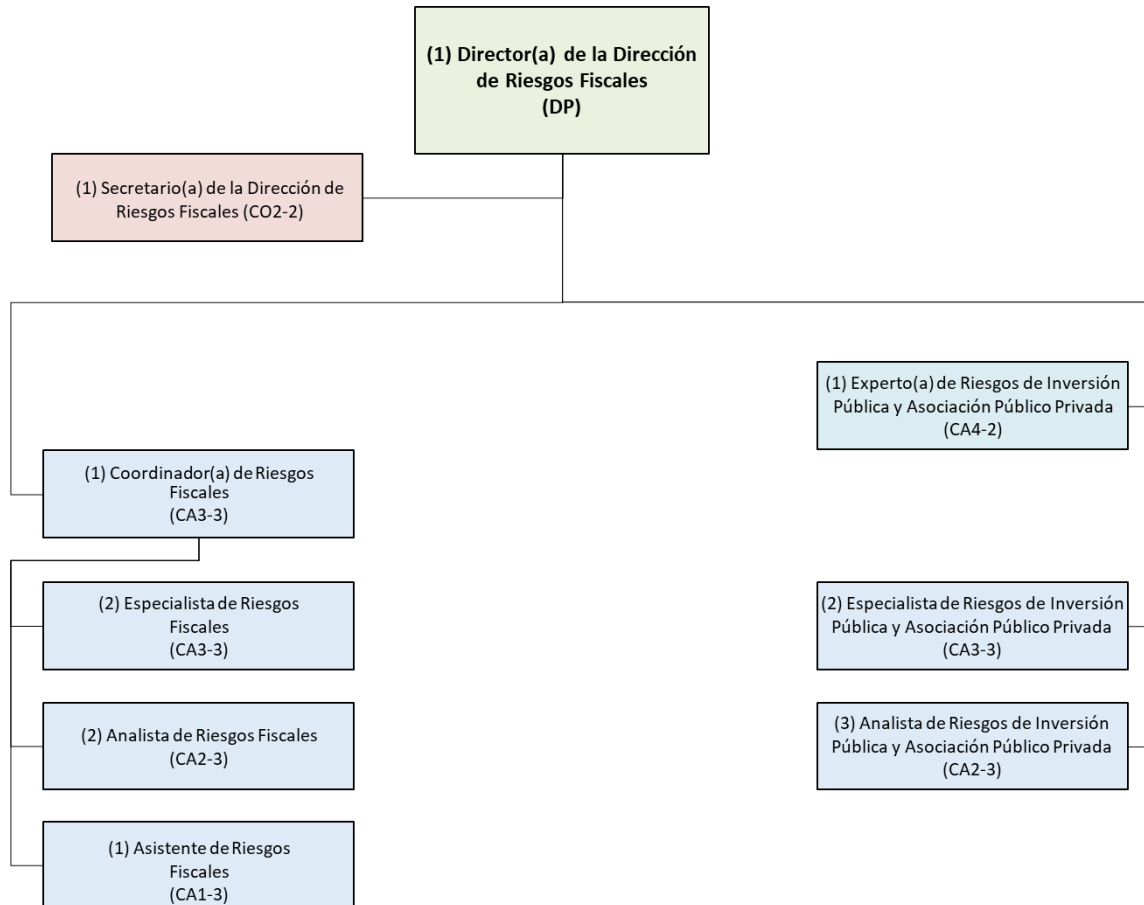 (1) Director(a) de la Dirección
de Riesgos Fiscales
(DP)
(1) Secretario(a) de la Dirección de
Riesgos Fiscales (CO2-2)
(1) Experto(a) de Riesgos de Inversión
Pública y Asociación Público Privada
(CA4-2)
(1) Coordinador(a) de Riesgos
Fiscales
(CA3-3)
(2) Especialista de Riesgos
Fiscales
(CA3-3)
(2) Especialista de Riesgos de Inversión
Pública y Asociación Público Privada
(CA3-3)
(2) Analista de Riesgos Fiscales
(CA2-3)
(3) Analista de Riesgos de Inversión
Pública y Asociación Público Privada
(CA2-3)
(1) Asistente de Riesgos
Fiscales
(CA1-3)